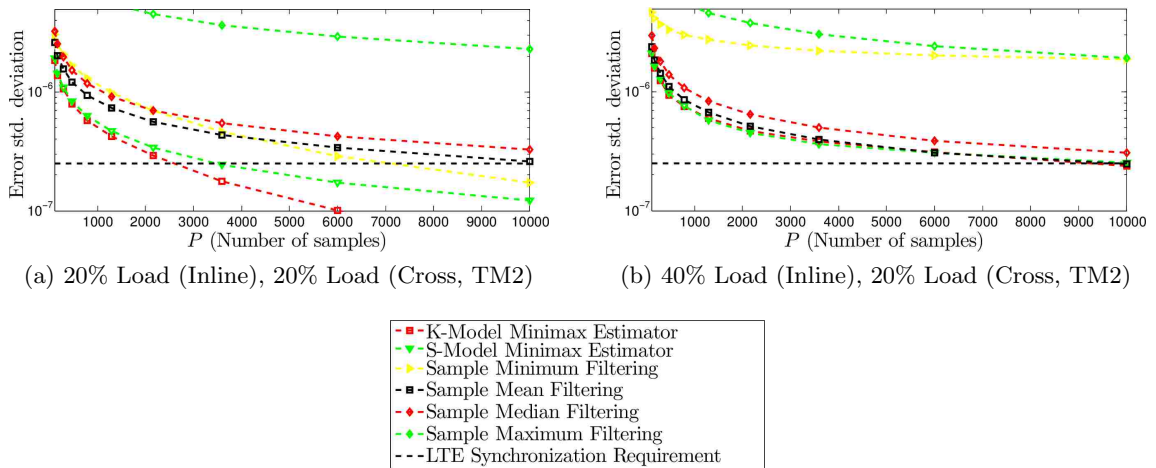 Error std. deviation
10⁻⁶
10⁻⁷
1000 2000 3000 4000 5000 6000 7000 8000 9000 10000
P (Number of samples)
(a) 20% Load (Inline), 20% Load (Cross, TM2)
Error std. deviation
10⁻⁶
10⁻⁷
1000 2000 3000 4000 5000 6000 7000 8000 9000 10000
P (Number of samples)
(b) 40% Load (Inline), 20% Load (Cross, TM2)
K-Model Minimax Estimator
S-Model Minimax Estimator
Sample Minimum Filtering
Sample Mean Filtering
Sample Median Filtering
Sample Maximum Filtering
LTE Synchronization Requirement